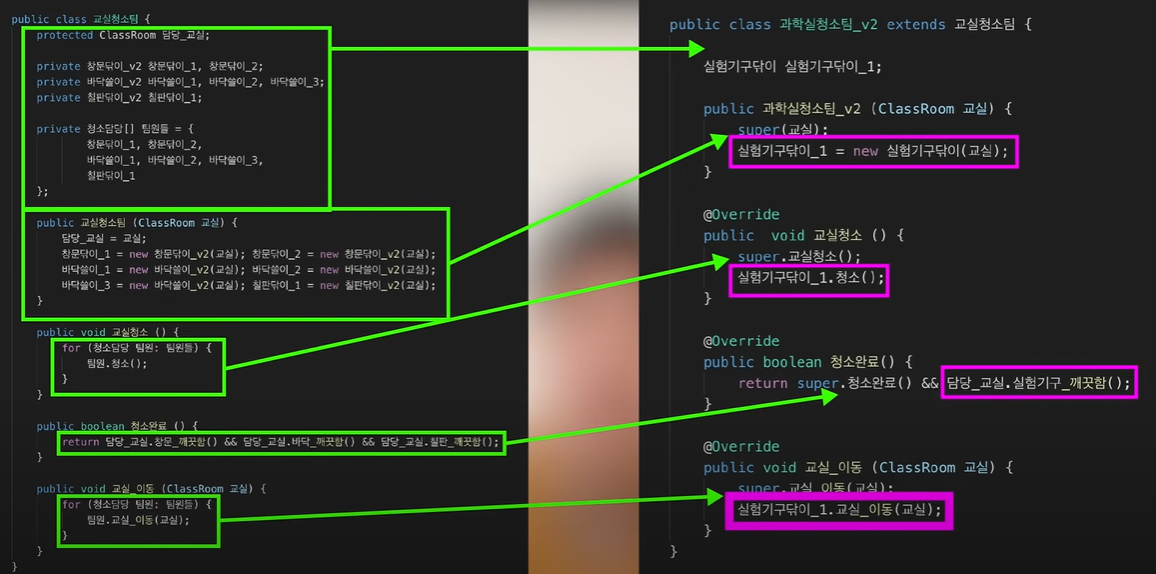 public class 교실청소팀 {
protected ClassRoom 담당_교실;
private 창문닦이_v2 창문닦이_1, 창문닦이_2;
private 바닥쓸이_v2 바닥쓸이_1, 바닥쓸이_2, 바닥쓸이_3;
private 칠판닦이_v2 칠판닦이_1;
private 청소담당[] 팀원들 = {
창문닦이_1, 창문닦이_2,
바닥쓸이_1, 바닥쓸이_2, 바닥쓸이_3,
칠판닦이_1
};
public 교실청소팀 (ClassRoom 교실) {
담당_교실 = 교실;
창문닦이_1 = new 창문닦이_v2(교실); 창문닦이_2 = new 창문닦이_v2(교실);
바닥쓸이_1 = new 바닥쓸이_v2(교실); 바닥쓸이_2 = new 바닥쓸이_v2(교실);
바닥쓸이_3 = new 바닥쓸이_v2(교실); 칠판닦이_1 = new 칠판닦이_v2(교실);
}
public void 교실청소 () {
for (청소담당 팀원: 팀원들) {
팀원.청소();
}
}
public boolean 청소완료 () {
return 담당_교실.창문_깨끗함() && 담당_교실.바닥_깨끗함() && 담당_교실.칠판_깨끗함();
}
public void 교실_이동 (ClassRoom 교실) {
for (청소담당 팀원: 팀원들) {
팀원.교실_이동(교실);
}
}
}
public class 과학실청소팀_v2 extends 교실청소팀 {
실험기구닦이 실험기구닦이_1;
public 과학실청소팀_v2 (ClassRoom 교실) {
super(교실);
실험기구닦이_1 = new 실험기구닦이(교실);
}
@Override
public void 교실청소 () {
super.교실청소();
실험기구닦이_1.청소();
}
@Override
public boolean 청소완료() {
return super.청소완료() && 담당_교실.실험기구_깨끗함();
}
@Override
public void 교실_이동 (ClassRoom 교실) {
super.교실_이동(교실);
실험기구닦이_1.교실_이동(교실);
}
}